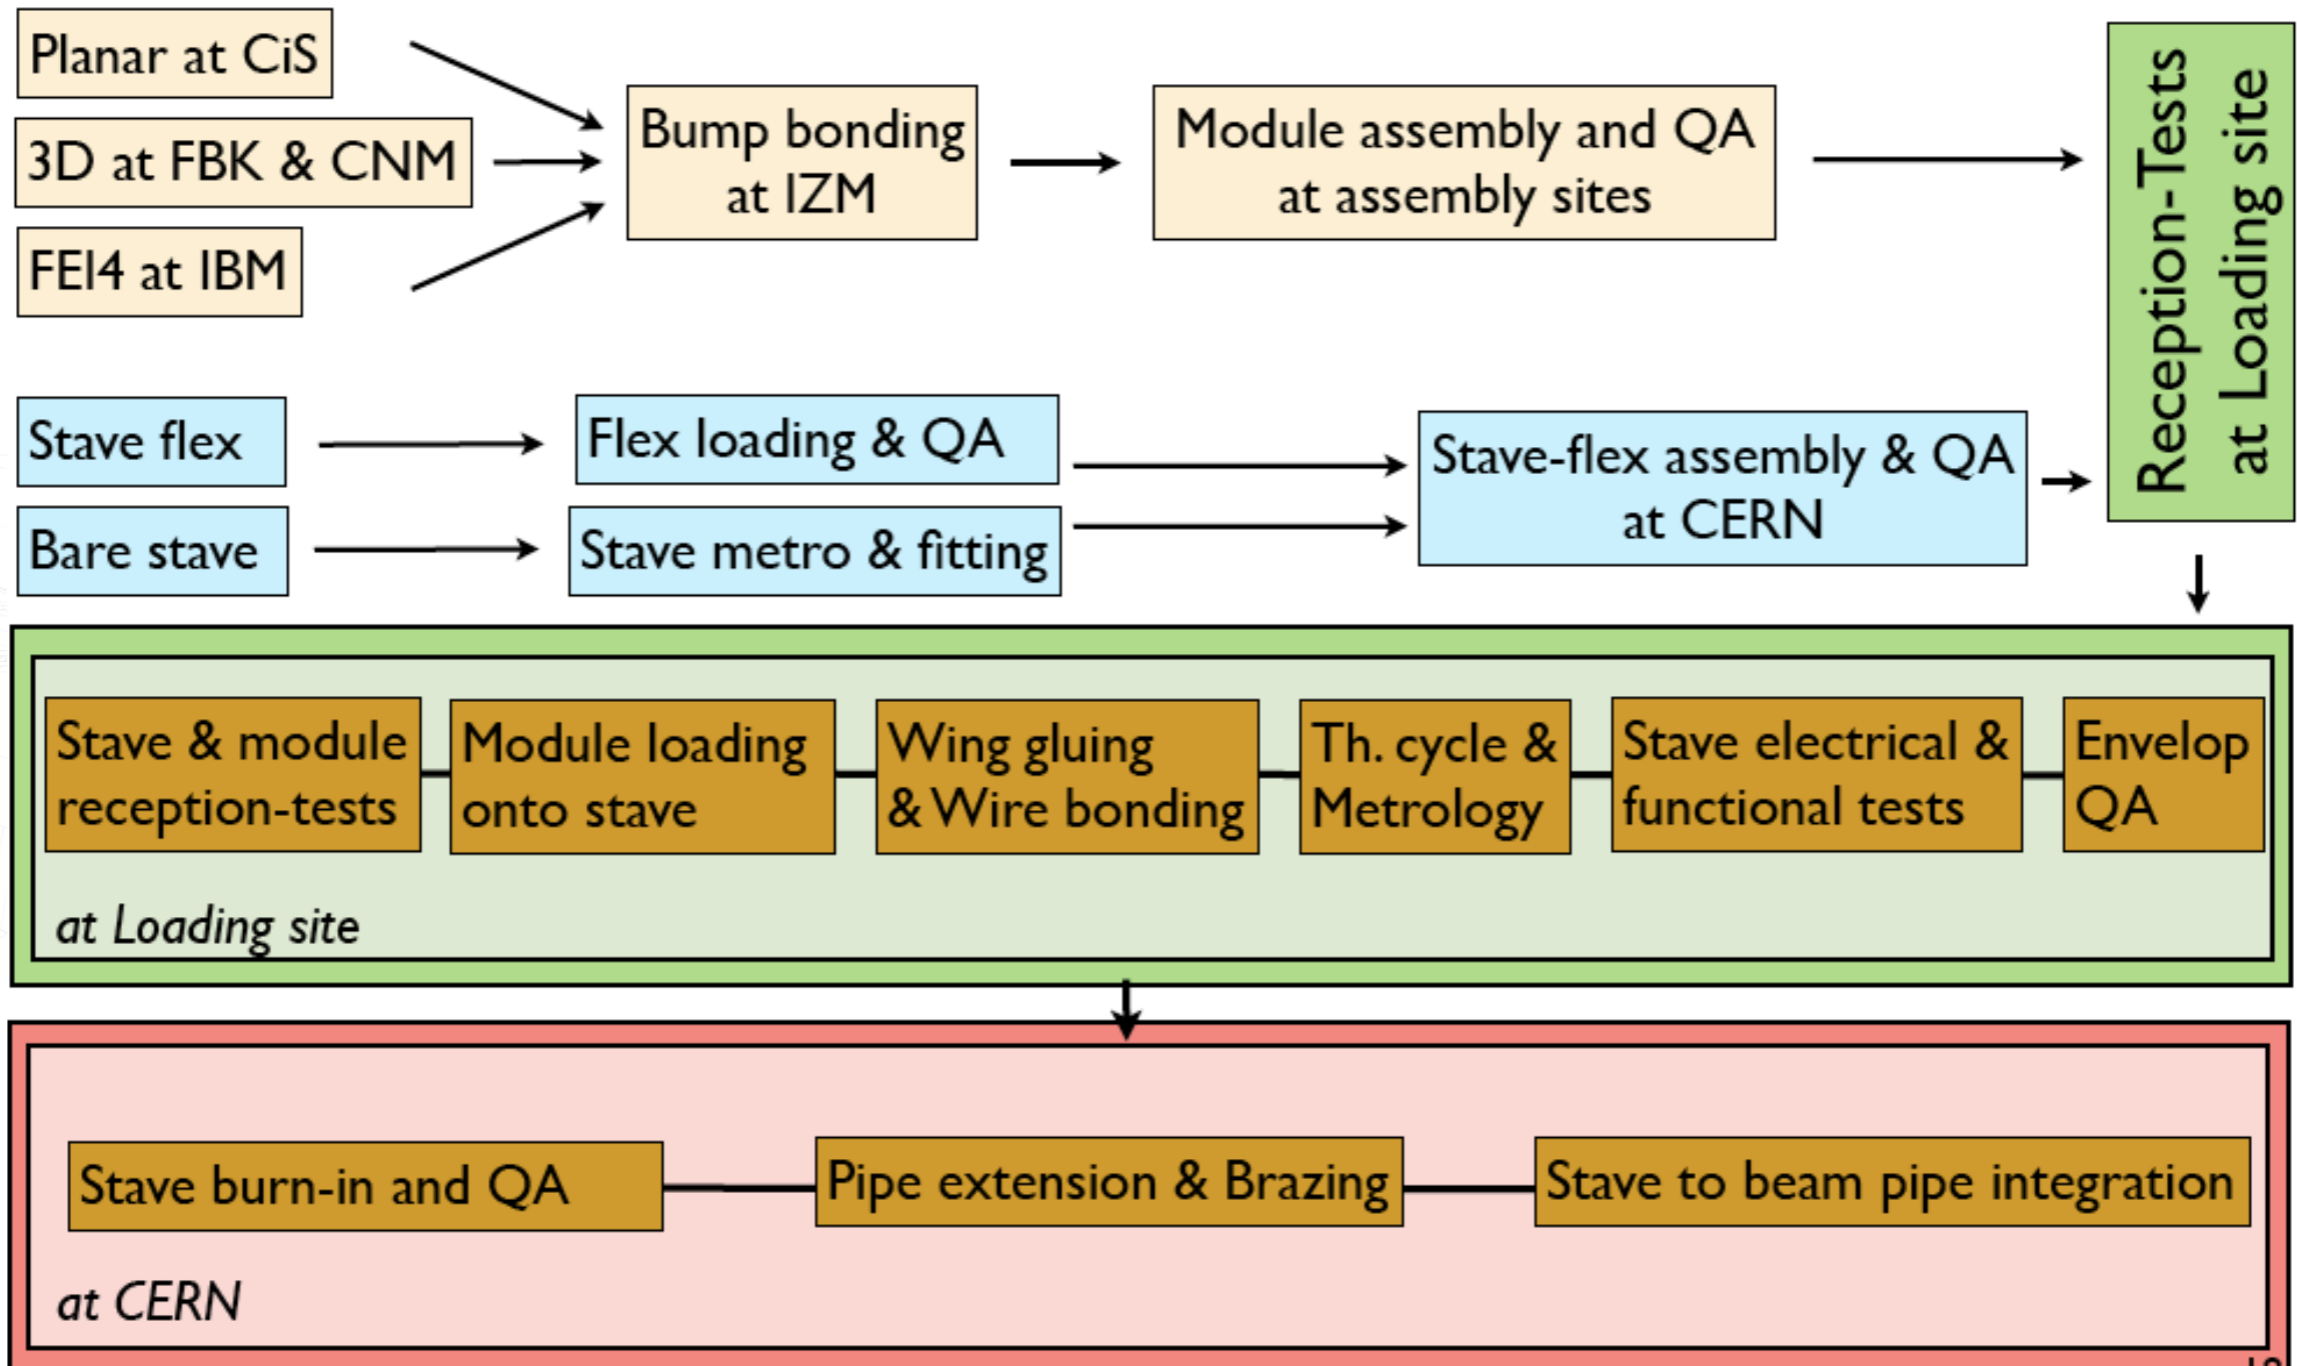 Planar at CiS
3D at FBK & CNM
FEI4 at IBM
Bump bonding
at IZM
Module assembly and QA
at assembly sites
Reception-Tests
at Loading site
Stave flex
Bare stave
Flex loading & QA
Stave metro & fitting
Stave-flex assembly & QA
at CERN
Stave & module
reception-tests
Module loading
onto stave
Wing gluing
& Wire bonding
Th. cycle &
Metrology
Stave electrical &
functional tests
Envelop
QA
at Loading site
Stave burn-in and QA
Pipe extension & Brazing
Stave to beam pipe integration
at CERN